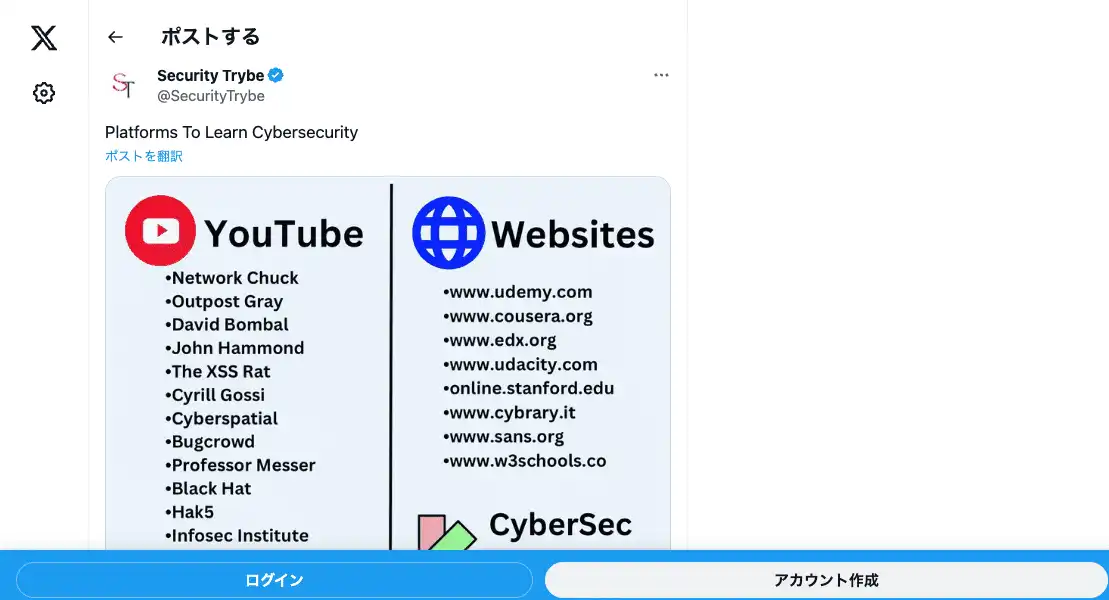 ポストする
Security Trybe
@SecurityTrybe
Platforms To Learn Cybersecurity
ポストを翻訳
YouTube
•Network Chuck
•Outpost Gray
•David Bombal
•John Hammond
•The XSS Rat
•Cyrill Gossi
•Cyberspatial
•Bugcrowd
•Professor Messer
•Black Hat
•Hak5
•Infosec Institute
Websites
•www.udemy.com
•www.cousera.org
•www.edx.org
•www.udacity.com
•online.stanford.edu
•www.cybrary.it
•www.sans.org
•www.w3schools.co
CyberSec
ログイン
アカウント作成